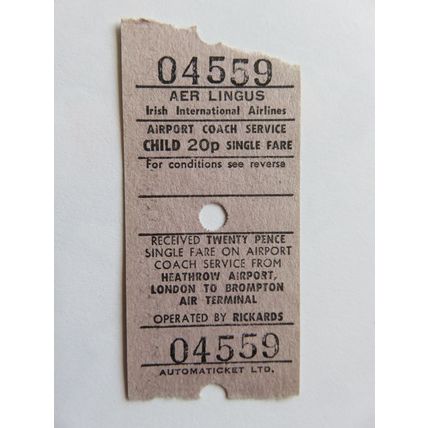 04559
AER LINGUS
Irish International Airlines
AIRPORT COACH SERVICE
CHILD 20p SINGLE FARE
For conditions see reverse
RECEIVED TWENTY PENCE
SINGLE FARE ON AIRPORT
COACH SERVICE FROM
HEATHROW AIRPORT,
LONDON TO BROMPTON
AIR TERMINAL
OPERATED BY RICKARDS
04559
AUTOMATICKET LTD.